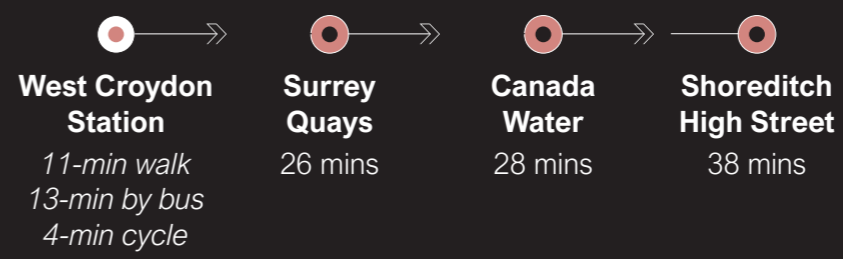 West Croydon
Station
11-min walk
13-min by bus
4-min cycle
Surrey
Quays
26 mins
Canada
Water
28 mins
Shoreditch
High Street
38 mins